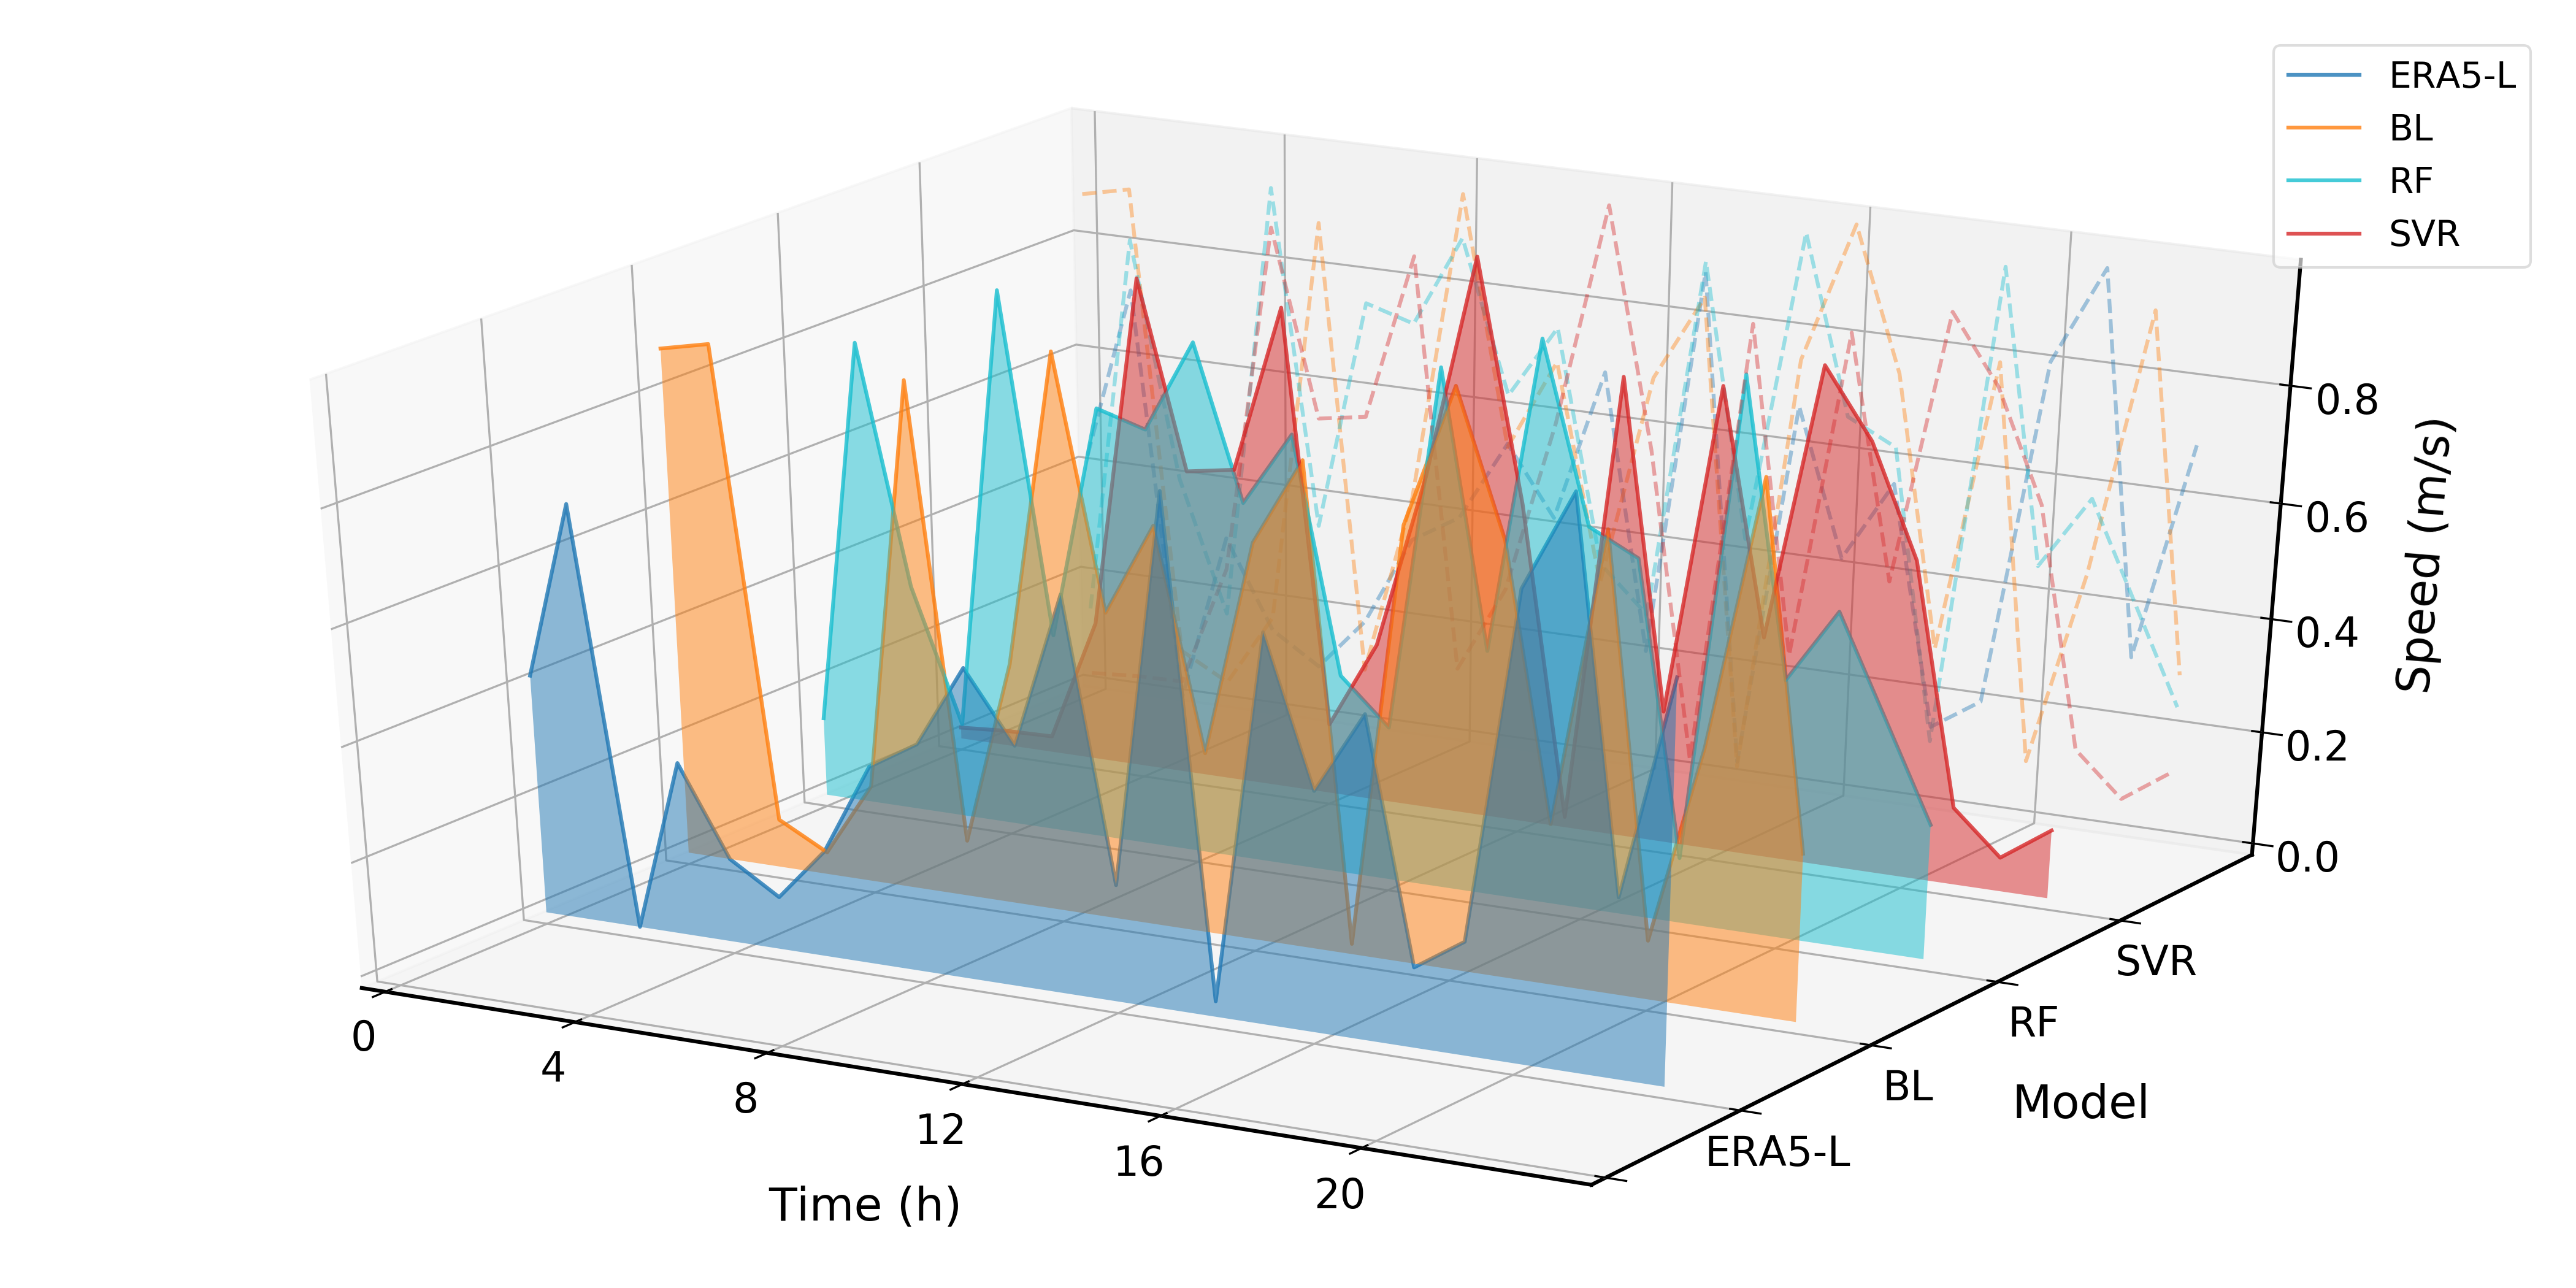 ERA5-L
BL
RF
SVR
0.8
0.6
0.4
0.2
0.0
Speed (m/s)
SVR
RF
BL
ERA5-L
Model
0
4
8
12
16
20
Time (h)